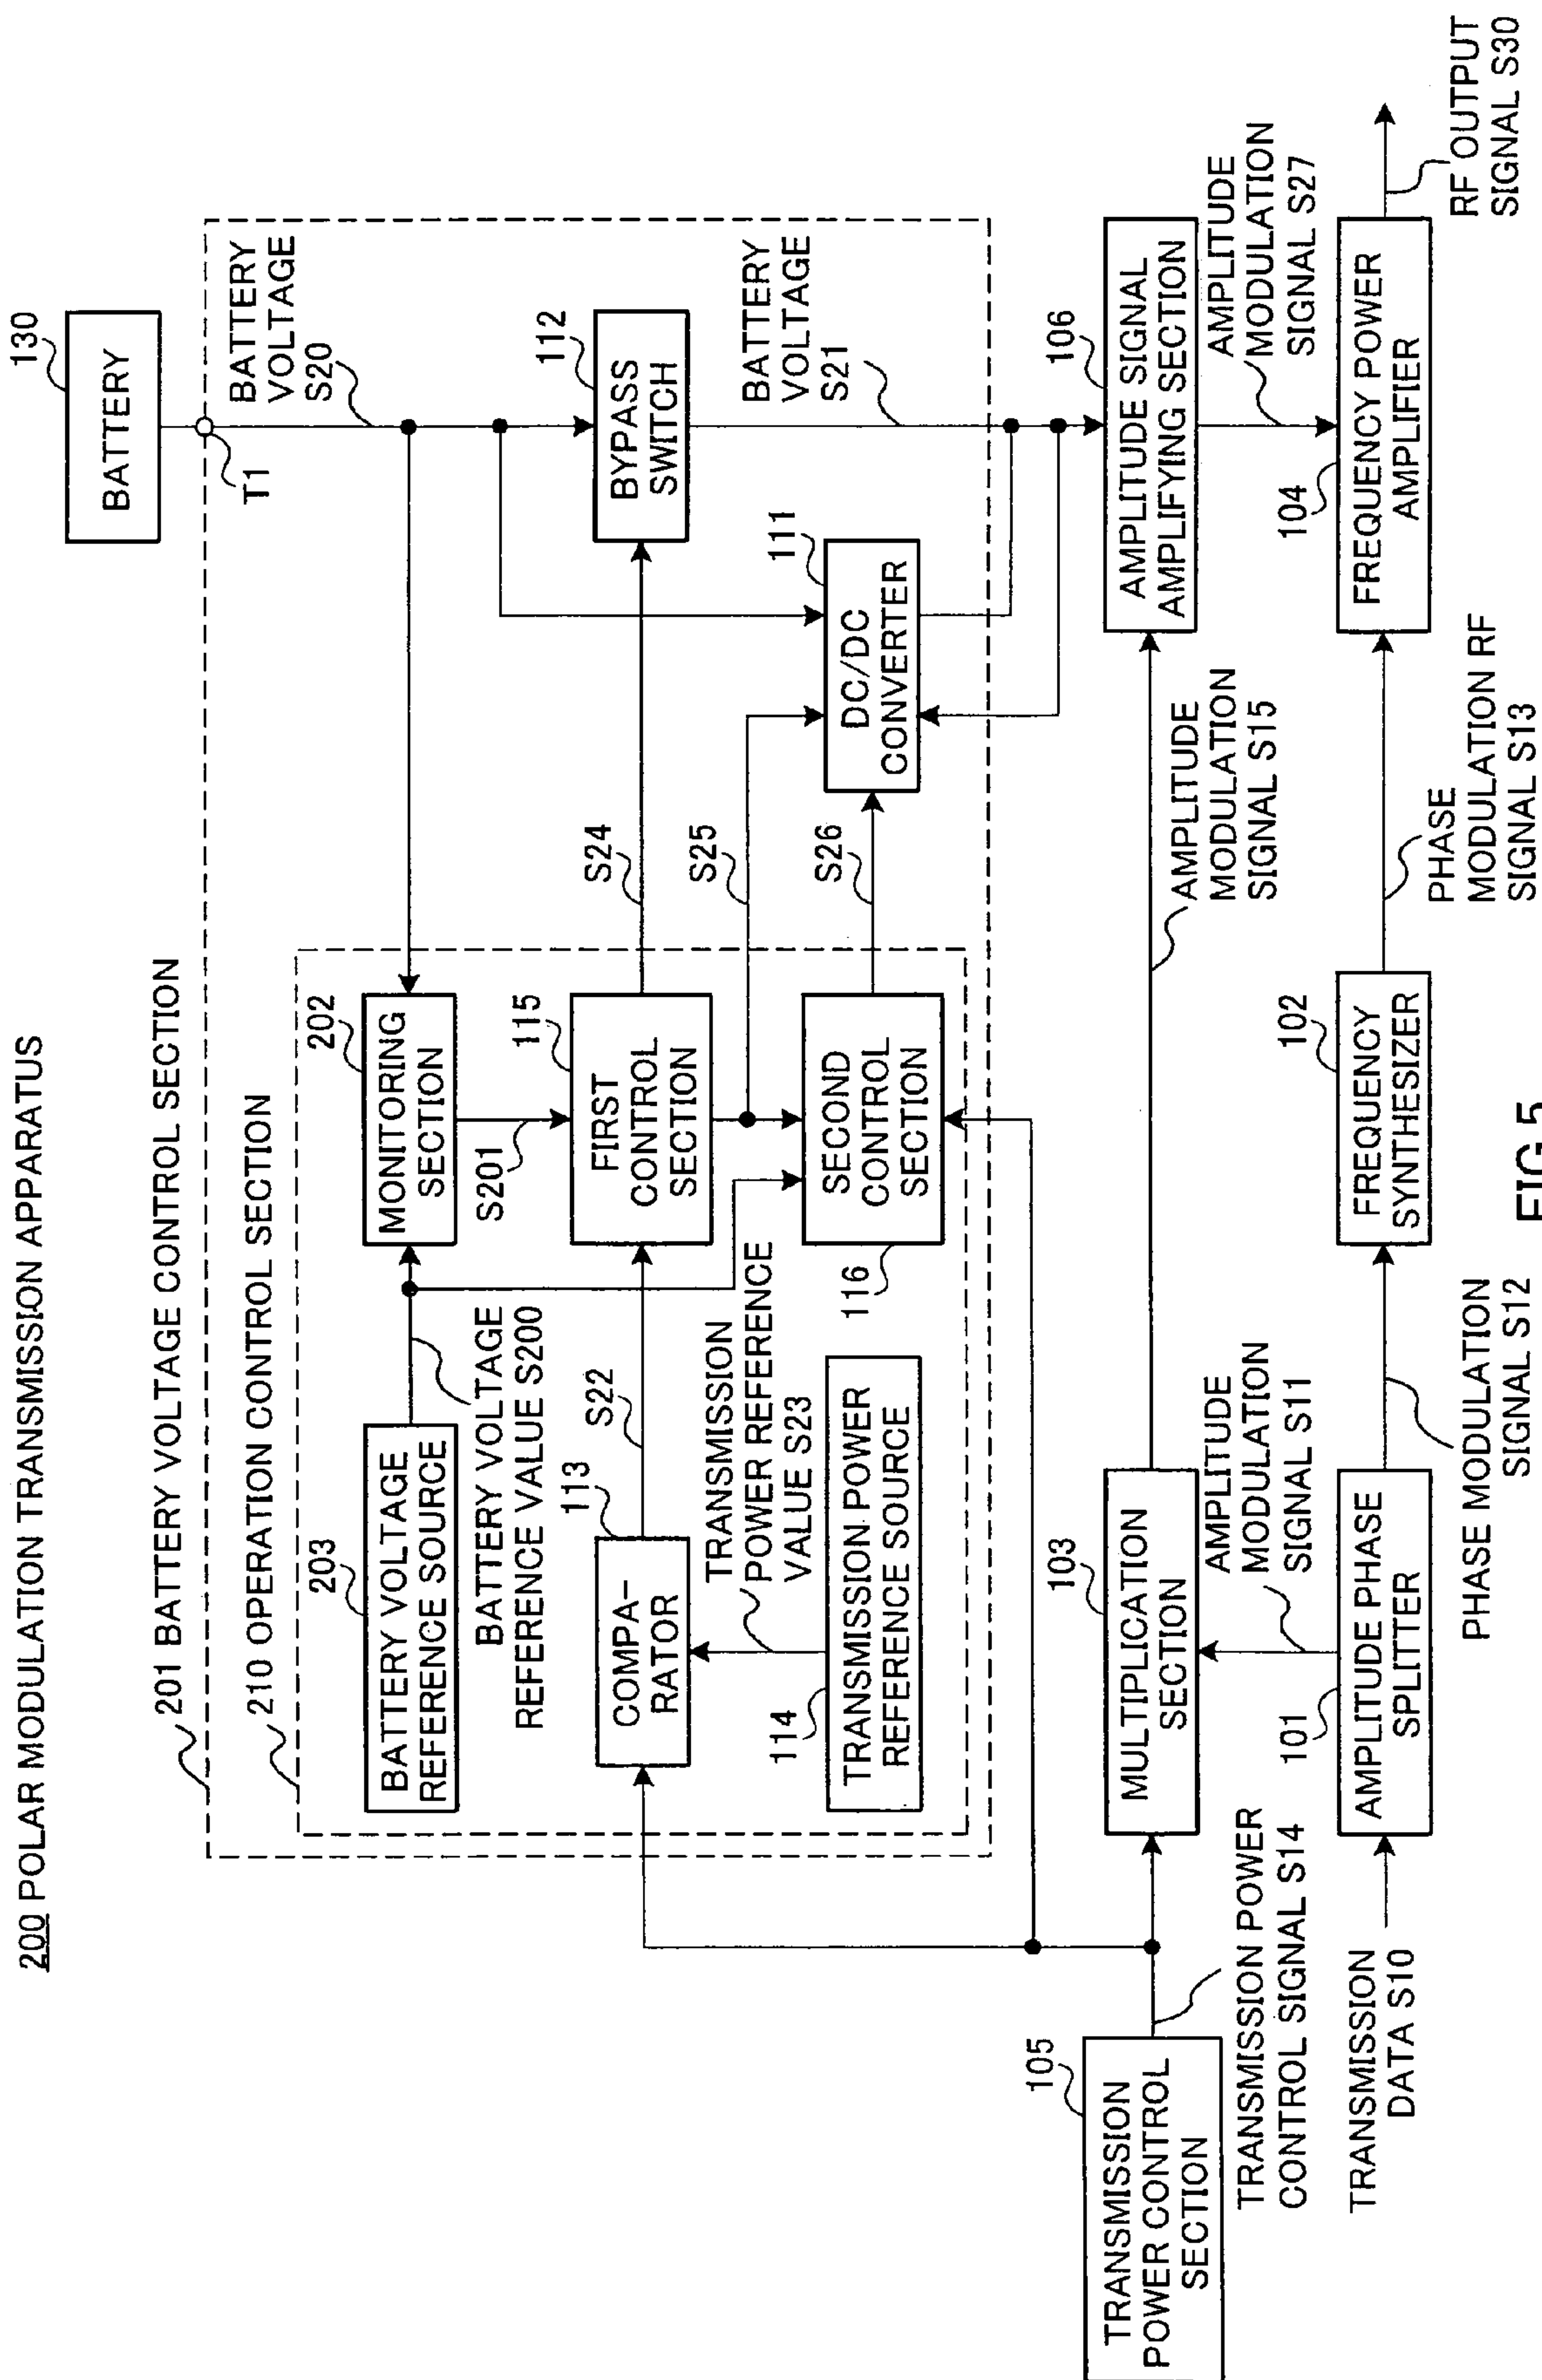 200 POLAR MODULATION TRANSMISSION APPARATUS
201 BATTERY VOLTAGE CONTROL SECTION
210 OPERATION CONTROL SECTION
130
BATTERY
T1
BATTERY
VOLTAGE
S20
203
BATTERY VOLTAGE
REFERENCE SOURCE
BATTERY VOLTAGE
REFERENCE VALUE S200
202
MONITORING
SECTION
S201
112
BYPASS
SWITCH
BATTERY
VOLTAGE
S21
113
COMPA-
RATOR
S22
TRANSMISSION
POWER REFERENCE
VALUE S23
114
TRANSMISSION POWER
REFERENCE SOURCE
115
FIRST
CONTROL
SECTION
S24
S25
S26
SECOND
CONTROL
SECTION
116
111
DC/DC
CONVERTER
105
TRANSMISSION
POWER CONTROL
SECTION
TRANSMISSION POWER
CONTROL SIGNAL S14
103
MULTIPLICATION
SECTION
AMPLITUDE
MODULATION
SIGNAL S15
106
AMPLITUDE SIGNAL
AMPLIFYING SECTION
AMPLITUDE
MODULATION
SIGNAL S11
AMPLITUDE
MODULATION
SIGNAL S27
TRANSMISSION
DATA S10
101
AMPLITUDE PHASE
SPLITTER
PHASE MODULATION
SIGNAL S12
102
FREQUENCY
SYNTHESIZER
PHASE
MODULATION RF
SIGNAL S13
104
FREQUENCY POWER
AMPLIFIER
RF OUTPUT
SIGNAL S30
FIG.5